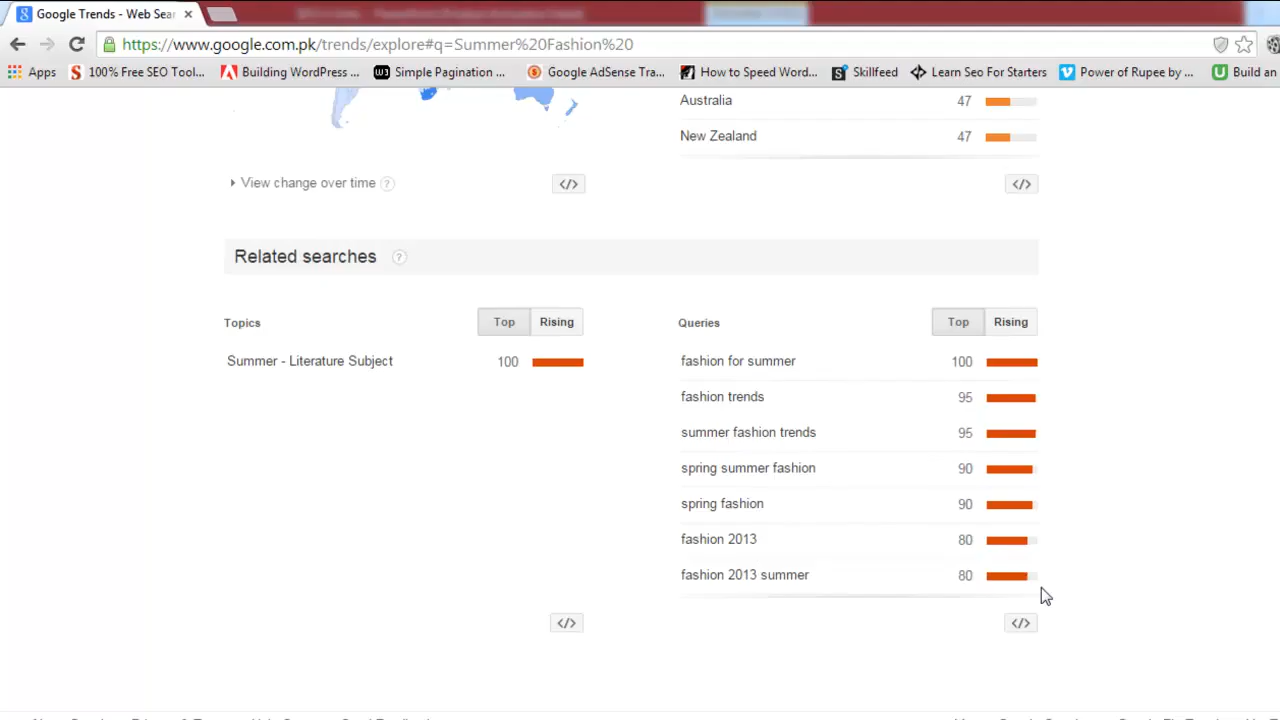 Google Trends - Web Sear
https://www.google.com.pk/trends/explore#q=Summer%20Fashion%20
Apps 100% Free SEO Tool... Building WordPress ... Simple Pagination ... Google AdSense Tra... How to Speed Word... Skillfeed Learn Seo For Starters Power of Rupee by ... Build an
Australia 47
New Zealand 47
View change over time ?
</> </>
Related searches ?
Topics Top Rising Queries Top Rising
Summer - Literature Subject 100 fashion for summer 100
fashion trends 95
summer fashion trends 95
spring summer fashion 90
spring fashion 90
fashion 2013 80
fashion 2013 summer 80
</> </>